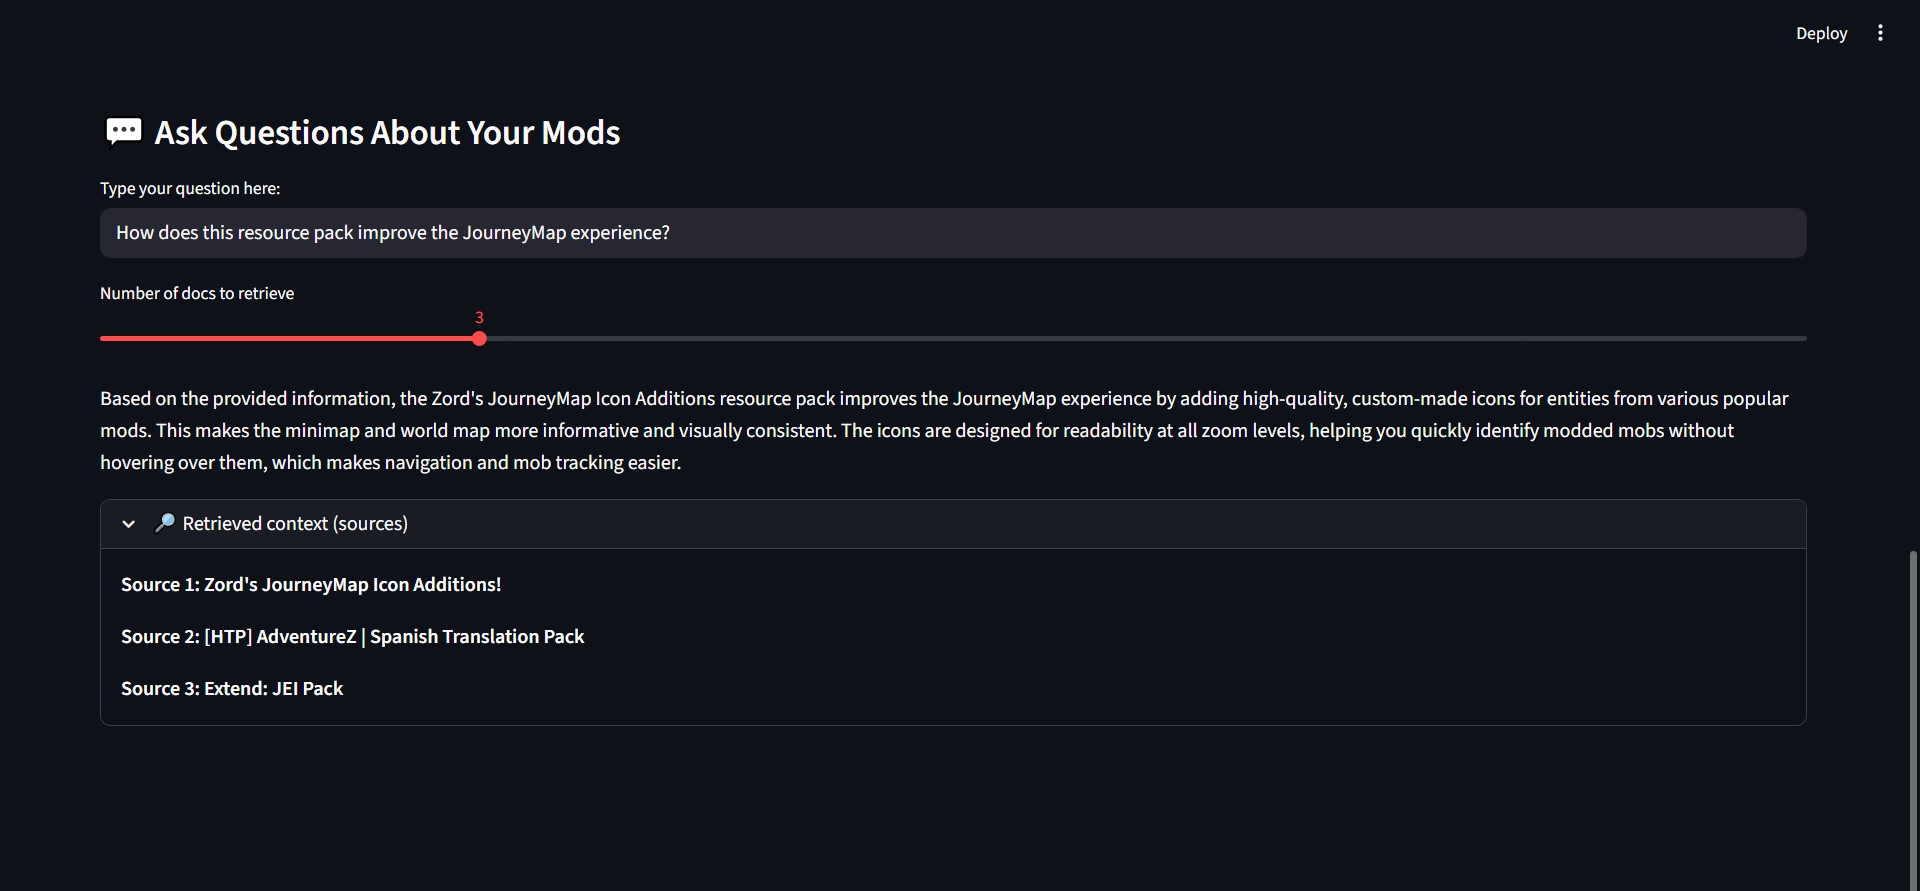 Deploy
💬 Ask Questions About Your Mods
Type your question here:
How does this resource pack improve the JourneyMap experience?
Number of docs to retrieve
3
Based on the provided information, the Zord's JourneyMap Icon Additions resource pack improves the JourneyMap experience by adding high-quality, custom-made icons for entities from various popular
mods. This makes the minimap and world map more informative and visually consistent. The icons are designed for readability at all zoom levels, helping you quickly identify modded mobs without
hovering over them, which makes navigation and mob tracking easier.
🔎 Retrieved context (sources)
Source 1: Zord's JourneyMap Icon Additions!
Source 2: [HTP] AdventureZ | Spanish Translation Pack
Source 3: Extend: JEI Pack